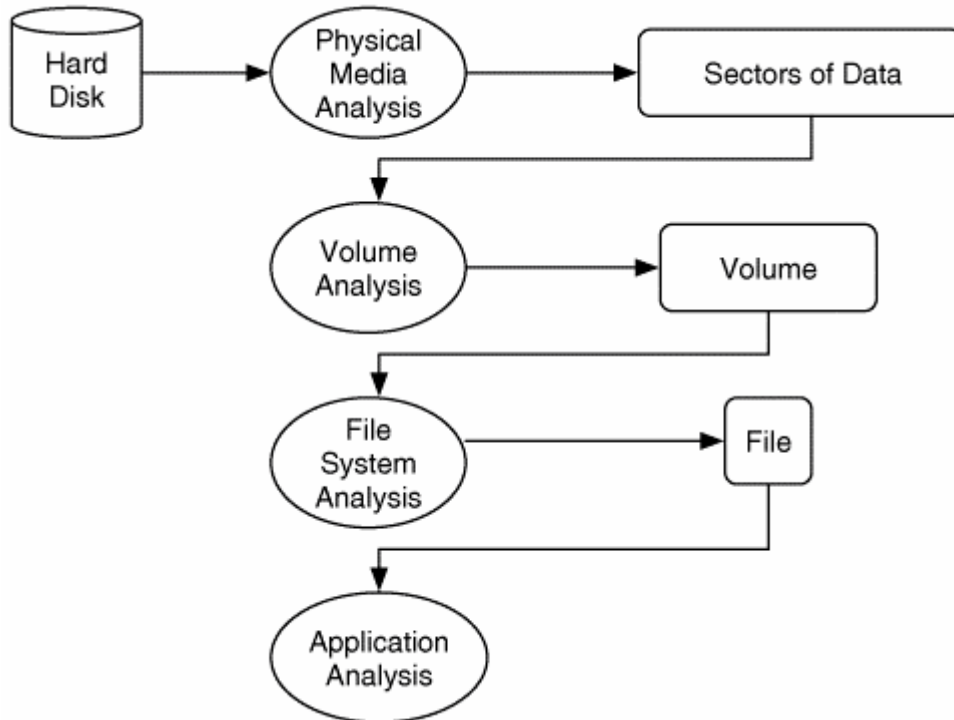 Hard
Disk
Physical
Media
Analysis
Sectors of Data
Volume
Analysis
Volume
File
System
Analysis
File
Application
Analysis